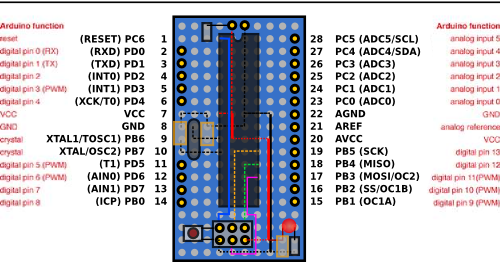 Arduino function Arduino function
reset (RESET) PC6 1 28 PC5 (ADC5/SCL) analog input 5
digital pin 0 (RX) (RXD) PD0 2 27 PC4 (ADC4/SDA) analog input 4
digital pin 1 (TX) (TXD) PD1 3 26 PC3 (ADC3) analog input 3
digital pin 2 (INT0) PD2 4 25 PC2 (ADC2) analog input 2
digital pin 3 (PWM) (INT1) PD3 5 24 PC1 (ADC1) analog input 1
digital pin 4 (XCK/T0) PD4 6 23 PC0 (ADC0) analog input 0
VCC VCC 7 22 AGND GND
GND GND 8 21 AREF analog reference
crystal XTAL1/TOSC1) PB6 9 20 AVCC VCC
crystal XTAL/OSC2) PB7 10 19 PB5 (SCK) digital pin 13
digital pin 5 (PWM) (T1) PD5 11 18 PB4 (MISO) digital pin 12
digital pin 6 (PWM) (AIN0) PD6 12 17 PB3 (MOSI/OC2) digital pin 11(PWM)
digital pin 7 (AIN1) PD7 13 16 PB2 (SS/OC1B) digital pin 10 (PWM)
digital pin 8 (ICP) PB0 14 15 PB1 (OC1A) digital pin 9 (PWM)